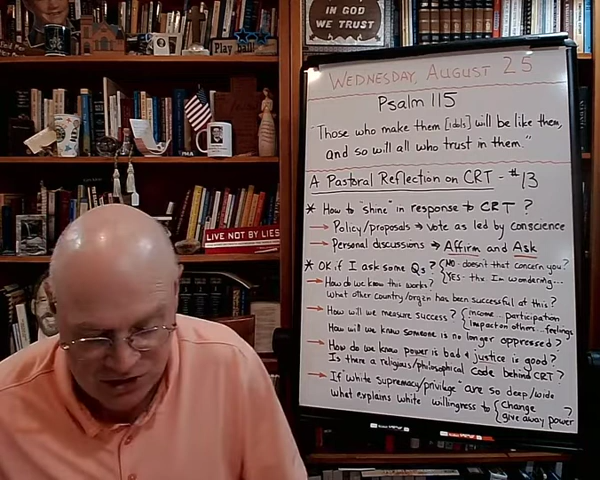 IN GOD
WE TRUST
Play Ball
LIVE NOT BY LIES
WEDNESDAY, AUGUST 25
Psalm 115
"Those who make them [idols] will be like them,
and so will all who trust in them."
A Pastoral Reflection on CRT - #13
* How to "shine" in response to CRT?
→ Policy/proposals → vote as led by conscience
→ Personal discussions → Affirm and Ask
* OK if I ask some Qs? { NO - doesn't that concern you?
YES - thx Im wondering...
→ How do we know this works?
What other country/orgzn has been successful at this?
→ How will we measure success? { income.. participation
impact on others.. feelings
How will we know someone is no longer oppressed?
→ How do we know power is bad & justice is good?
Is there a religious/philosophical Code behind CRT?
→ If "white supremacy/privilege" are so deep/wide
what explains white willingness to { Change ?
give away power